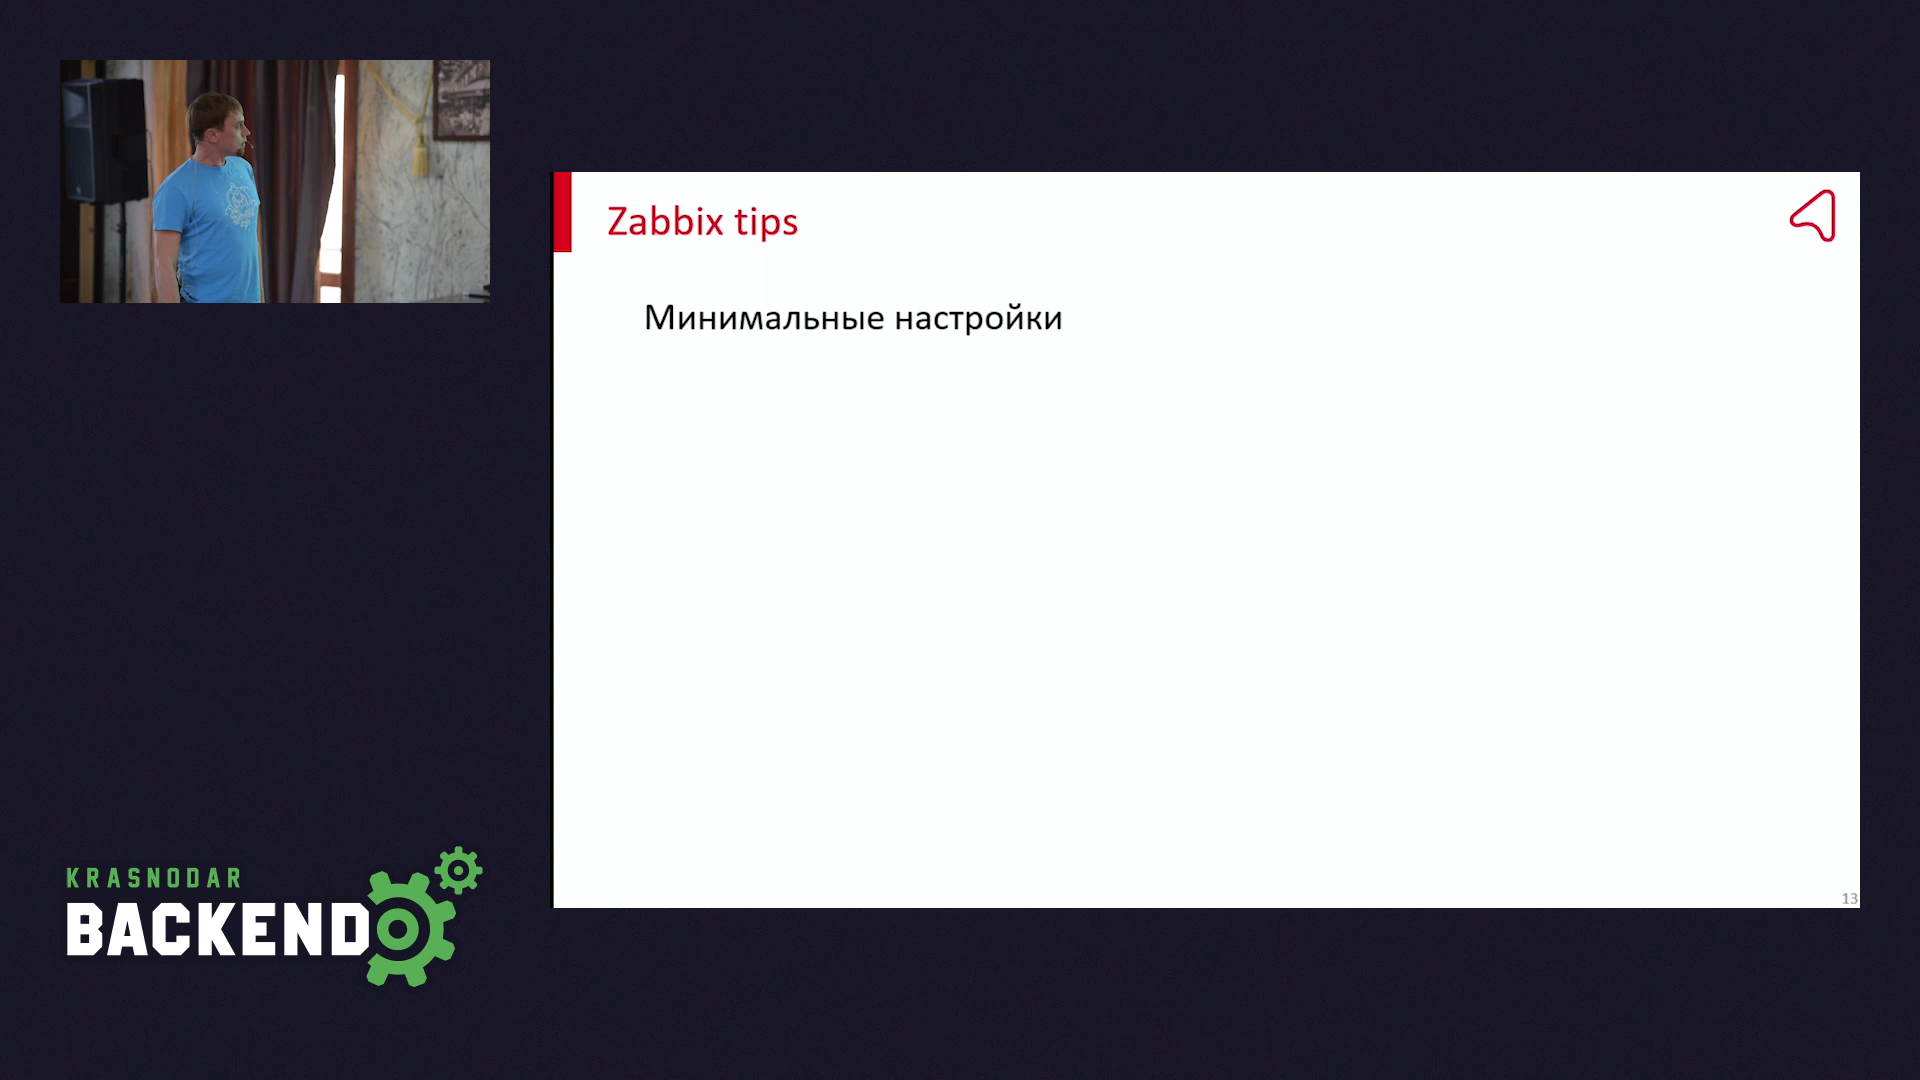 Zabbix tips
Минимальные настройки
13
KRASNODAR
BACKEND